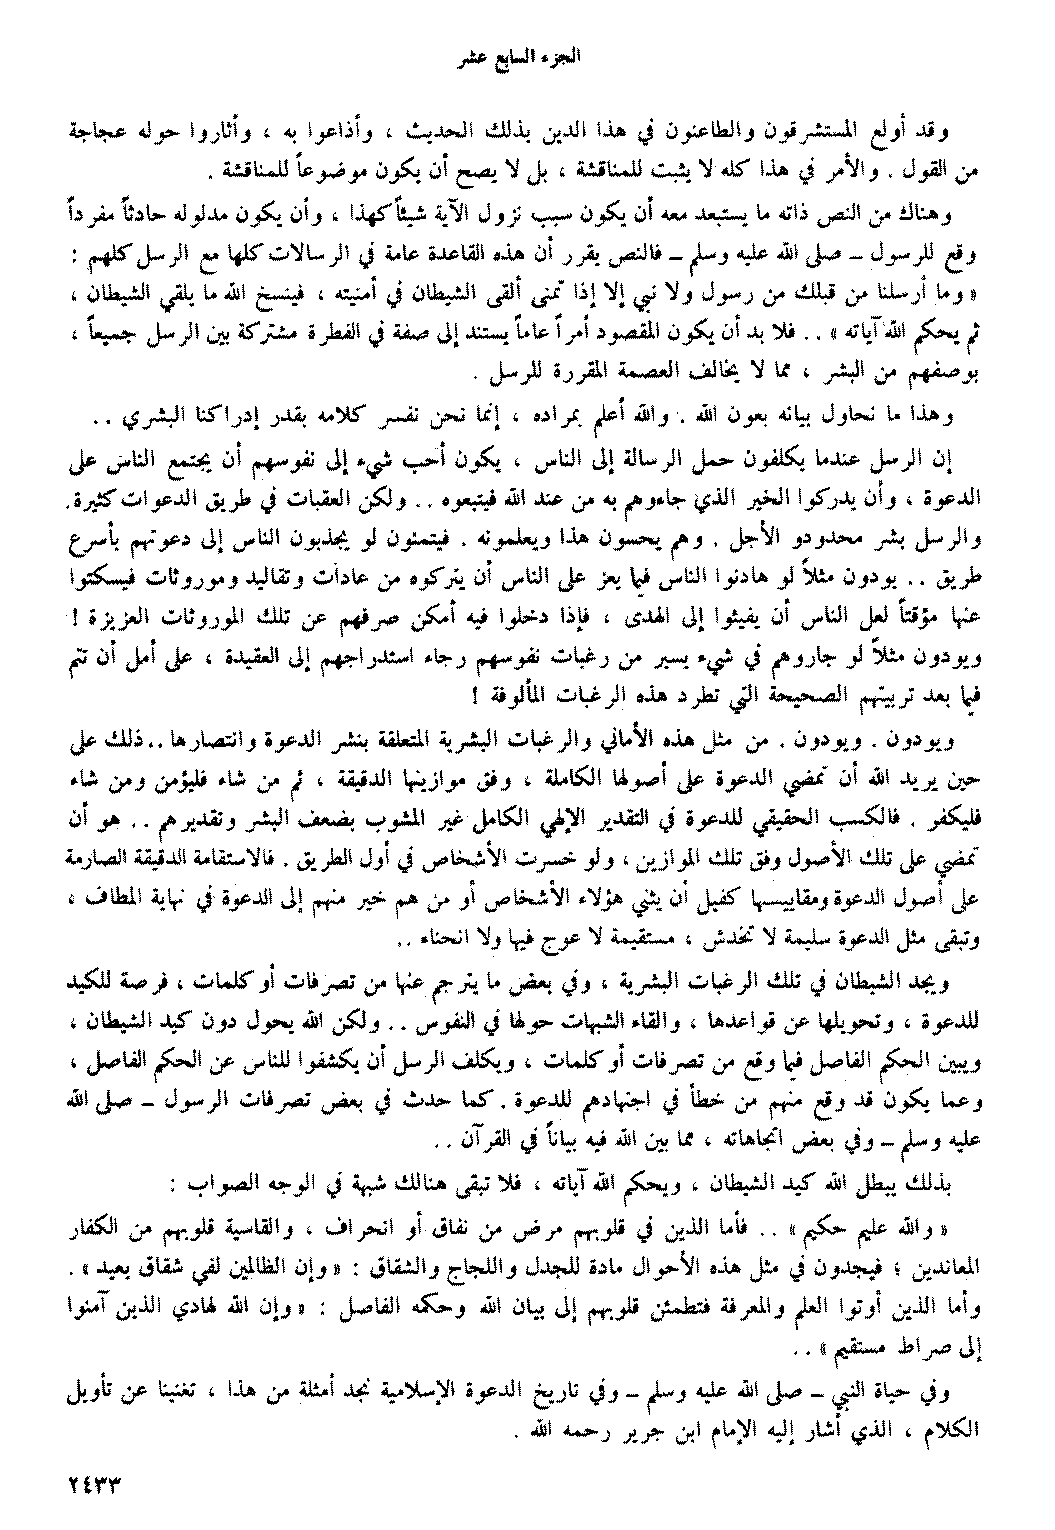 الجزء السابع عشر
وقد أولع المستشرقون والطاعنون في هذا الدين بذلك الحديث ، وأذاعوا به ، وأثاروا حوله عجاجة
من القول . والأمر في هذا كله لا يثبت للمناقشة ، بل لا يصح أن يكون موضوعاً للمناقشة .
وهناك من النص ذاته ما يستبعد معه أن يكون سبب نزول الآية شيئاً كهذا ، وأن يكون مدلوله حادثاً مفرداً
وقع للرسول – صلى الله عليه وسلم – فالنص يقرر أن هذه القاعدة عامة في الرسالات كلها مع الرسل كلهم :
« وما أرسلنا من قبلك من رسول ولا نبي إلا إذا تمنى ألقى الشيطان في أمنيته ، فينسخ الله ما يلقي الشيطان ،
ثم يحكم الله آياته » .. فلا بد أن يكون المقصود أمراً عاماً يستند إلى صفة في الفطرة مشتركة بين الرسل جميعاً ،
بوصفهم من البشر ، مما لا يخالف العصمة المقررة للرسل .
وهذا ما نحاول بيانه بعون الله . والله أعلم بمراده ، إنما نحن نفسر كلامه بقدر إدراكنا البشري ..
إن الرسل عندما يكلفون حمل الرسالة إلى الناس ، يكون أحب شيء إلى نفوسهم أن يجتمع الناس على
الدعوة ، وأن يدركوا الخير الذي جاءوهم به من عند الله فيتبعوه .. ولكن العقبات في طريق الدعوات كثيرة.
والرسل بشر محدودو الأجل . وهم يحسون هذا ويعلمونه . فيتمنون لو يجذبون الناس إلى دعوتهم بأسرع
طريق .. يودون مثلاً لو هادنوا الناس فيما يعز على الناس أن يتركوه من عادات وتقاليد وموروثات فيسكتوا
عنها مؤقتاً لعل الناس أن يفيئوا إلى الهدى ، فإذا دخلوا فيه أمكن صرفهم عن تلك الموروثات العزيزة !
ويودون مثلاً لو جاروهم في شيء يسير من رغبات نفوسهم رجاء استدراجهم إلى العقيدة ، على أمل أن تتم
فيما بعد تربيتهم الصحيحة التي تطرد هذه الرغبات المألوفة !
ويودون . ويودون . من مثل هذه الأماني والرغبات البشرية المتعلقة بنشر الدعوة وانتصارها .. ذلك على
حين يريد الله أن تمضي الدعوة على أصولها الكاملة ، وفق موازينها الدقيقة ، ثم من شاء فليؤمن ومن شاء
فليكفر . فالكسب الحقيقي للدعوة في التقدير الإلهي الكامل غير المشوب بضعف البشر وتقديرهم .. هو أن
تمضي على تلك الأصول وفق تلك الموازين ، ولو خسرت الأشخاص في أول الطريق . فالاستقامة الدقيقة الصارمة
على أصول الدعوة ومقاييسها كفيل أن يثني هؤلاء الأشخاص أو من هم خير منهم إلى الدعوة في نهاية المطاف ،
وتبقى مثل الدعوة سليمة لا تخدش ، مستقيمة لا عوج فيها ولا انحناء ..
ويجد الشيطان في تلك الرغبات البشرية ، وفي بعض ما يترجم عنها من تصرفات أو كلمات ، فرصة للكيد
للدعوة ، وتحويلها عن قواعدها ، والقاء الشبهات حولها في النفوس .. ولكن الله يحول دون كيد الشيطان ،
ويبين الحكم الفاصل فيما وقع من تصرفات أو كلمات ، ويكلف الرسل أن يكشفوا للناس عن الحكم الفاصل ،
وعما يكون قد وقع منهم من خطأ في اجتهادهم للدعوة . كما حدث في بعض تصرفات الرسول – صلى الله
عليه وسلم – وفي بعض اتجاهاته ، مما بين الله فيه بياناً في القرآن ..
بذلك يبطل الله كيد الشيطان ، ويحكم الله آياته ، فلا تبقى هنالك شبهة في الوجه الصواب :
« والله عليم حكيم » .. فأما الذين في قلوبهم مرض من نفاق أو انحراف ، والقاسية قلوبهم من الكفار
المعاندين ؛ فيجدون في مثل هذه الأحوال مادة للجدل واللجاج والشقاق : « وإن الظالمين لفي شقاق بعيد » .
وأما الذين أوتوا العلم والمعرفة فتطمئن قلوبهم إلى بيان الله وحكمه الفاصل : « وإن الله لهادي الذين آمنوا
إلى صراط مستقيم » ..
وفي حياة النبي – صلى الله عليه وسلم – وفي تاريخ الدعوة الإسلامية نجد أمثلة من هذا ، تغنينا عن تأويل
الكلام ، الذي أشار إليه الإمام ابن جرير رحمه الله .
٢٤٣٣